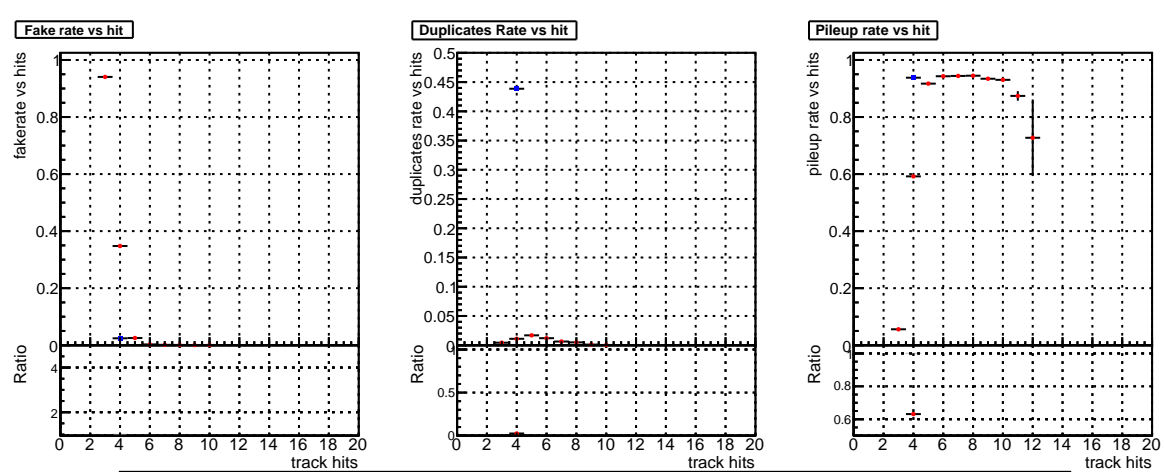 Fake rate vs hit
fakerate vs hits
1
0.8
0.6
0.4
0.2
0
Ratio
4
2
0 2 4 6 8 10 12 14 16 18 20
track hits
Duplicates Rate vs hit
duplicates rate vs hits
0.5
0.45
0.4
0.35
0.3
0.25
0.2
0.15
0.1
0.05
0
Ratio
1
0.5
0
0 2 4 6 8 10 12 14 16 18 20
track hits
Pileup rate vs hit
pileup rate vs hits
1
0.8
0.6
0.4
0.2
0
Ratio
1
0.8
0.6
0 2 4 6 8 10 12 14 16 18 20
track hits